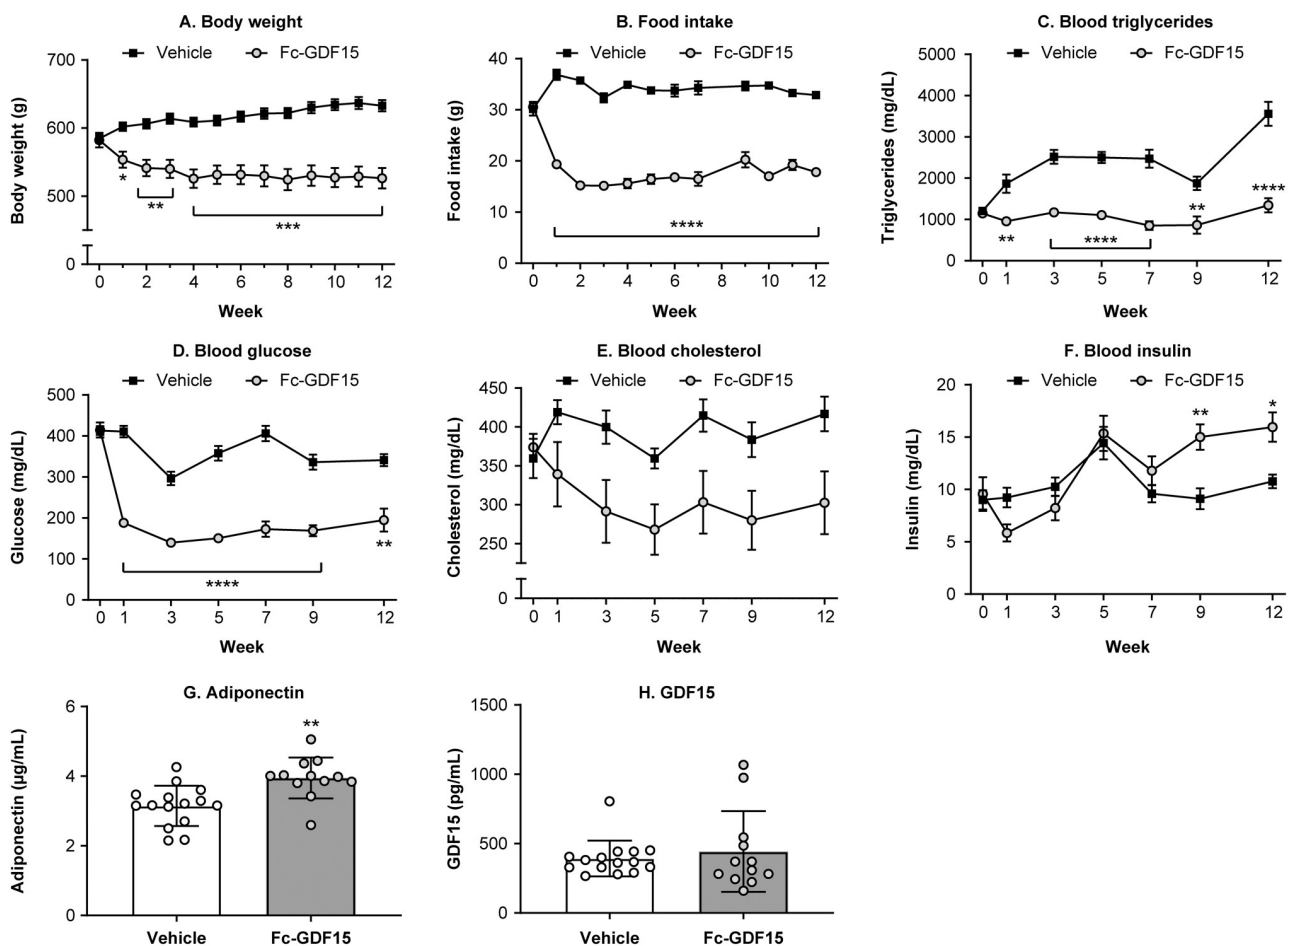 A. Body weight
Vehicle Fc-GDF15
Body weight (g)
700
600
500
0
*
**
***
0 2 4 6 8 10 12
Week
B. Food intake
Vehicle Fc-GDF15
Food intake (g)
40
30
20
10
0
****
0 2 4 6 8 10 12
Week
C. Blood triglycerides
Vehicle Fc-GDF15
Triglycerides (mg/dL)
5000
4000
3000
2000
1000
0
**
****
**
****
0 1 3 5 7 9 12
Week
D. Blood glucose
Vehicle Fc-GDF15
Glucose (mg/dL)
500
400
300
200
100
0
****
**
0 1 3 5 7 9 12
Week
E. Blood cholesterol
Vehicle Fc-GDF15
Cholesterol (mg/dL)
450
400
350
300
250
0
0 1 3 5 7 9 12
Week
F. Blood insulin
Vehicle Fc-GDF15
Insulin (mg/dL)
20
15
10
5
0
**
*
0 1 3 5 7 9 12
Week
G. Adiponectin
Adiponectin (µg/mL)
6
4
2
0
**
Vehicle Fc-GDF15
H. GDF15
GDF15 (pg/mL)
1500
1000
500
0
Vehicle Fc-GDF15